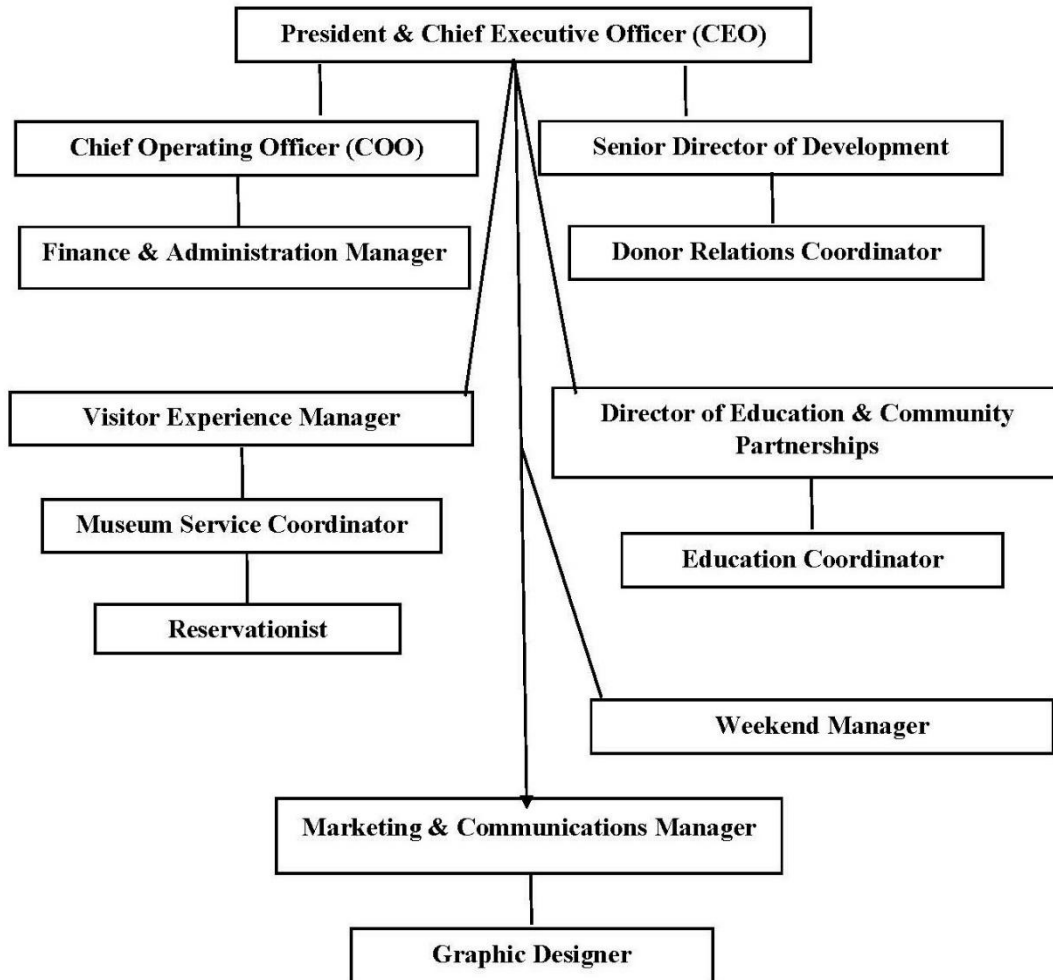 President & Chief Executive Officer (CEO)
Chief Operating Officer (COO)
Senior Director of Development
Finance & Administration Manager
Donor Relations Coordinator
Visitor Experience Manager
Director of Education & Community
Partnerships
Museum Service Coordinator
Education Coordinator
Reservationist
Weekend Manager
Marketing & Communications Manager
Graphic Designer